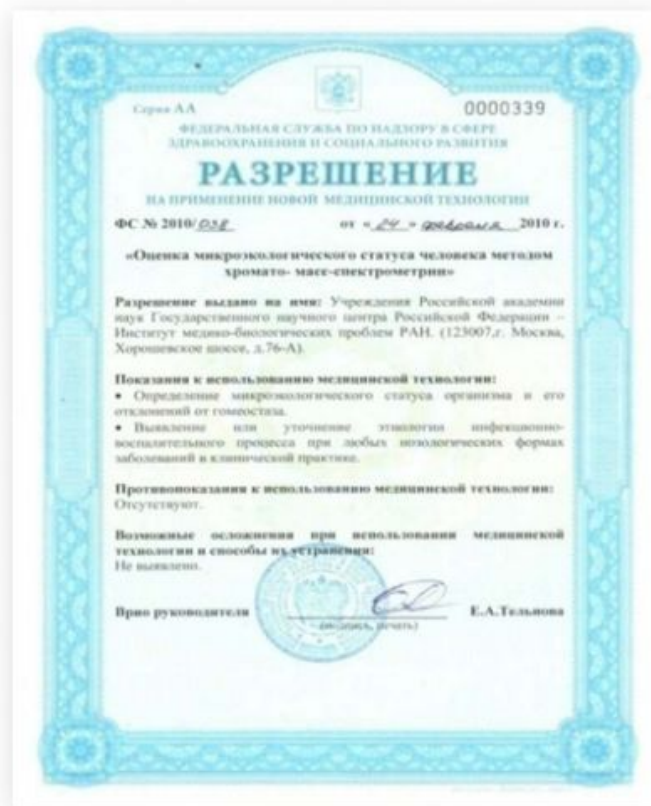 Серия АА 0000339
ФЕДЕРАЛЬНАЯ СЛУЖБА ПО НАДЗОРУ В СФЕРЕ
ЗДРАВООХРАНЕНИЯ И СОЦИАЛЬНОГО РАЗВИТИЯ
РАЗРЕШЕНИЕ
НА ПРИМЕНЕНИЕ НОВОЙ МЕДИЦИНСКОЙ ТЕХНОЛОГИИ
ФС № 2010/038 от « 24 » февраля 2010 г.
«Оценка микроэкологического статуса человека методом
хромато- масс-спектрометрии»
Разрешение выдано на имя: Учреждения Российской академии
наук Государственного научного центра Российской Федерации –
Институт медико-биологических проблем РАН. (123007,г. Москва,
Хорошевское шоссе, д.76-А).
Показания к использованию медицинской технологии:
• Определение микроэкологического статуса организма и его
отклонений от гомеостаза.
• Выявление или уточнение этиологии инфекционно-
воспалительного процесса при любых нозологических формах
заболеваний в клинической практике.
Противопоказания к использованию медицинской технологии:
Отсутствуют.
Возможные осложнения при использовании медицинской
технологии и способы их устранения:
Не выявлено.
Врио руководителя Е.А.Тельнова
(подпись, печать)